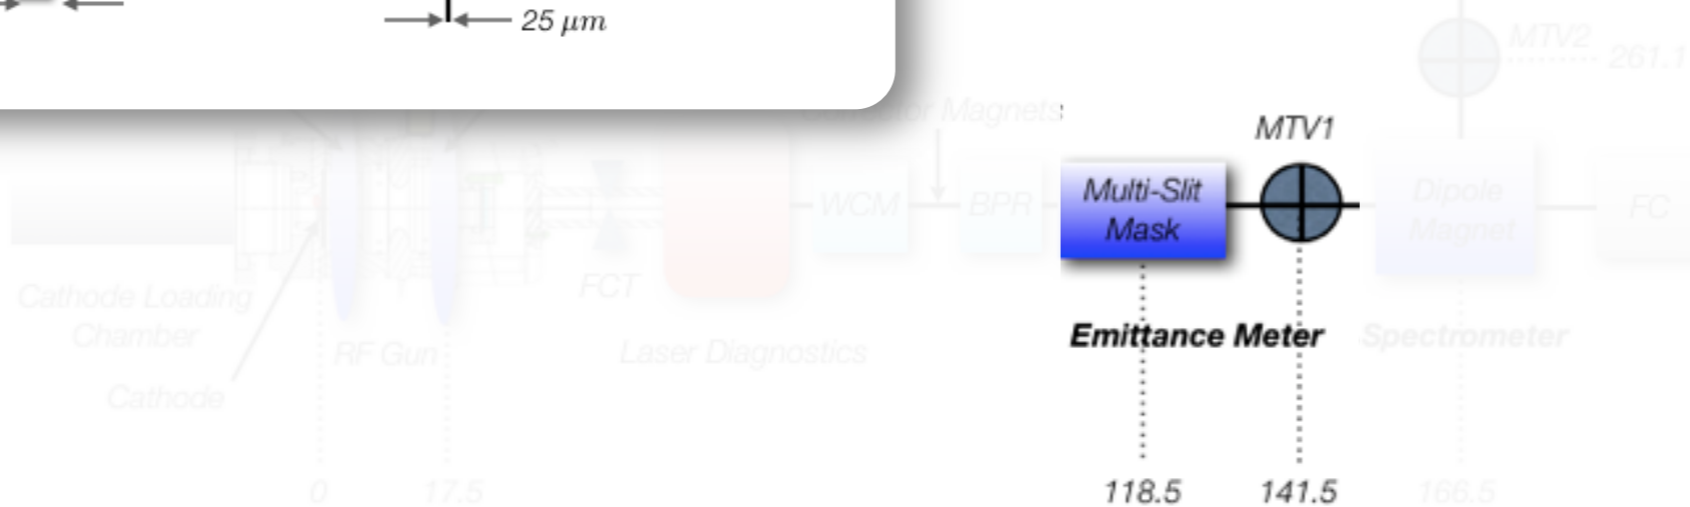 25 μm
MTV2
261.1
Corrector Magnets
MTV1
Multi-Slit
Mask
WCM
BPR
Dipole
Magnet
FC
FCT
Cathode Loading
Chamber
RF Gun
Laser Diagnostics
Emittance Meter
Spectrometer
Cathode
0
17.5
118.5
141.5
166.5